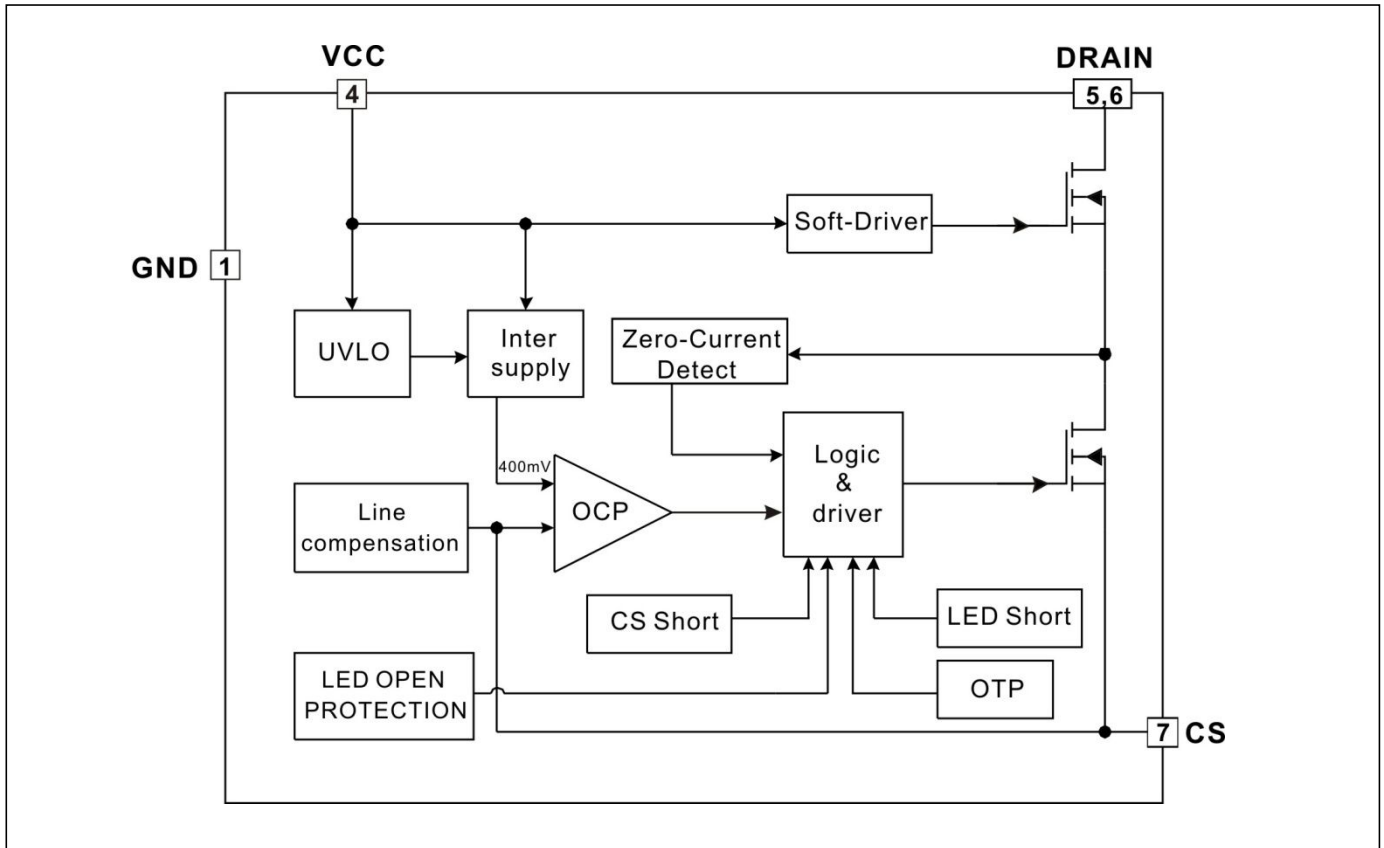 VCC
4
DRAIN
5,6
Soft-Driver
GND
1
UVLO
Inter
supply
Zero-Current
Detect
400mV
OCP
Logic
&
driver
Line
compensation
CS Short
LED Short
LED OPEN
PROTECTION
OTP
7
CS